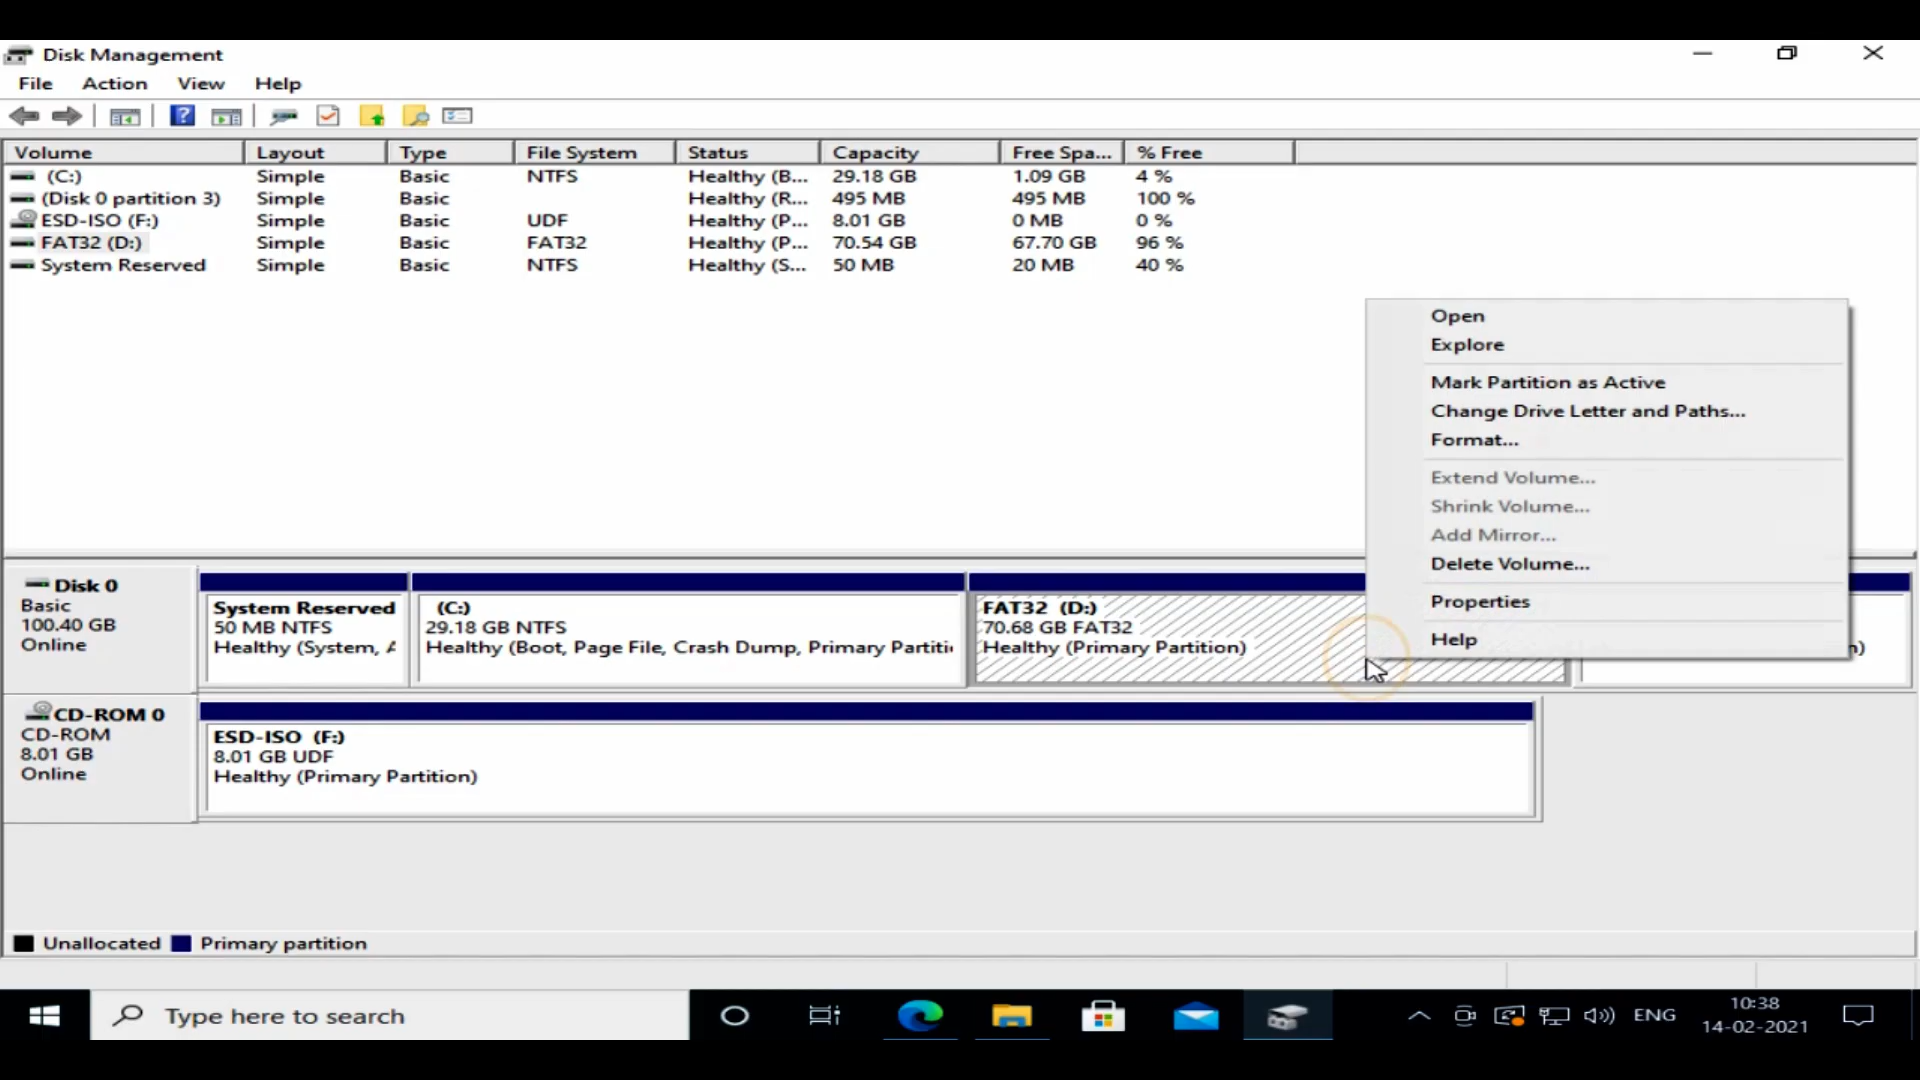 Disk Management
File Action View Help
Volume Layout Type File System Status Capacity Free Spa... % Free
(C:) Simple Basic NTFS Healthy (B... 29.18 GB 1.09 GB 4 %
(Disk 0 partition 3) Simple Basic Healthy (R... 495 MB 495 MB 100 %
ESD-ISO (F:) Simple Basic UDF Healthy (P... 8.01 GB 0 MB 0 %
FAT32 (D:) Simple Basic FAT32 Healthy (P... 70.54 GB 67.70 GB 96 %
System Reserved Simple Basic NTFS Healthy (S... 50 MB 20 MB 40 %
Open
Explore
Mark Partition as Active
Change Drive Letter and Paths...
Format...
Extend Volume...
Shrink Volume...
Add Mirror...
Delete Volume...
Properties
Help
Disk 0
Basic
100.40 GB
Online
System Reserved
50 MB NTFS
Healthy (System, A
(C:)
29.18 GB NTFS
Healthy (Boot, Page File, Crash Dump, Primary Partiti
FAT32 (D:)
70.68 GB FAT32
Healthy (Primary Partition)
n)
CD-ROM 0
CD-ROM
8.01 GB
Online
ESD-ISO (F:)
8.01 GB UDF
Healthy (Primary Partition)
Unallocated Primary partition
Type here to search
ENG
10:38
14-02-2021